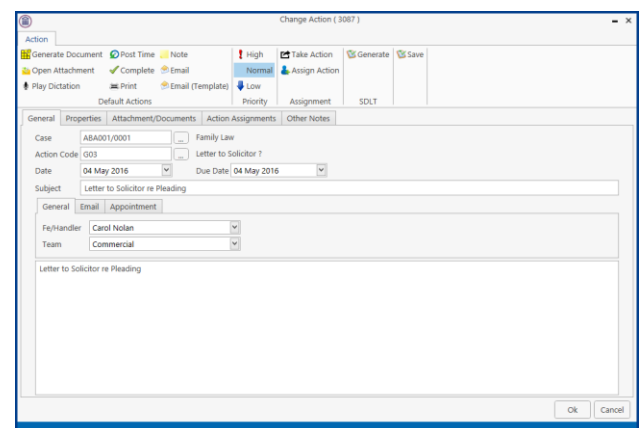 Change Action ( 3087 )
Action
Generate Document Post Time Note High Take Action Generate Save
Open Attachment Complete Email Normal Assign Action
Play Dictation Print Email (Template) Low
Default Actions Priority Assignment SDLT
General Properties Attachment/Documents Action Assignments Other Notes
Case ABA001/0001 ... Family Law
Action Code G03 ... Letter to Solicitor ?
Date 04 May 2016 Due Date 04 May 2016
Subject Letter to Solicitor re Pleading
General Email Appointment
Fe/Handler Carol Nolan
Team Commercial
Letter to Solicitor re Pleading
Ok Cancel